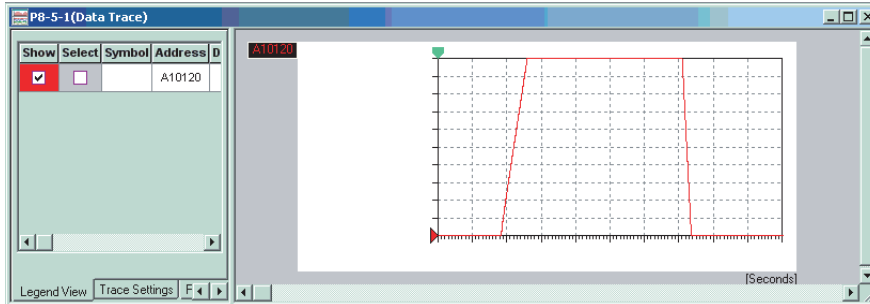 P8-5-1(Data Trace)
Show Select Symbol Address D
A10120
A10120
[Seconds]
Legend View Trace Settings F